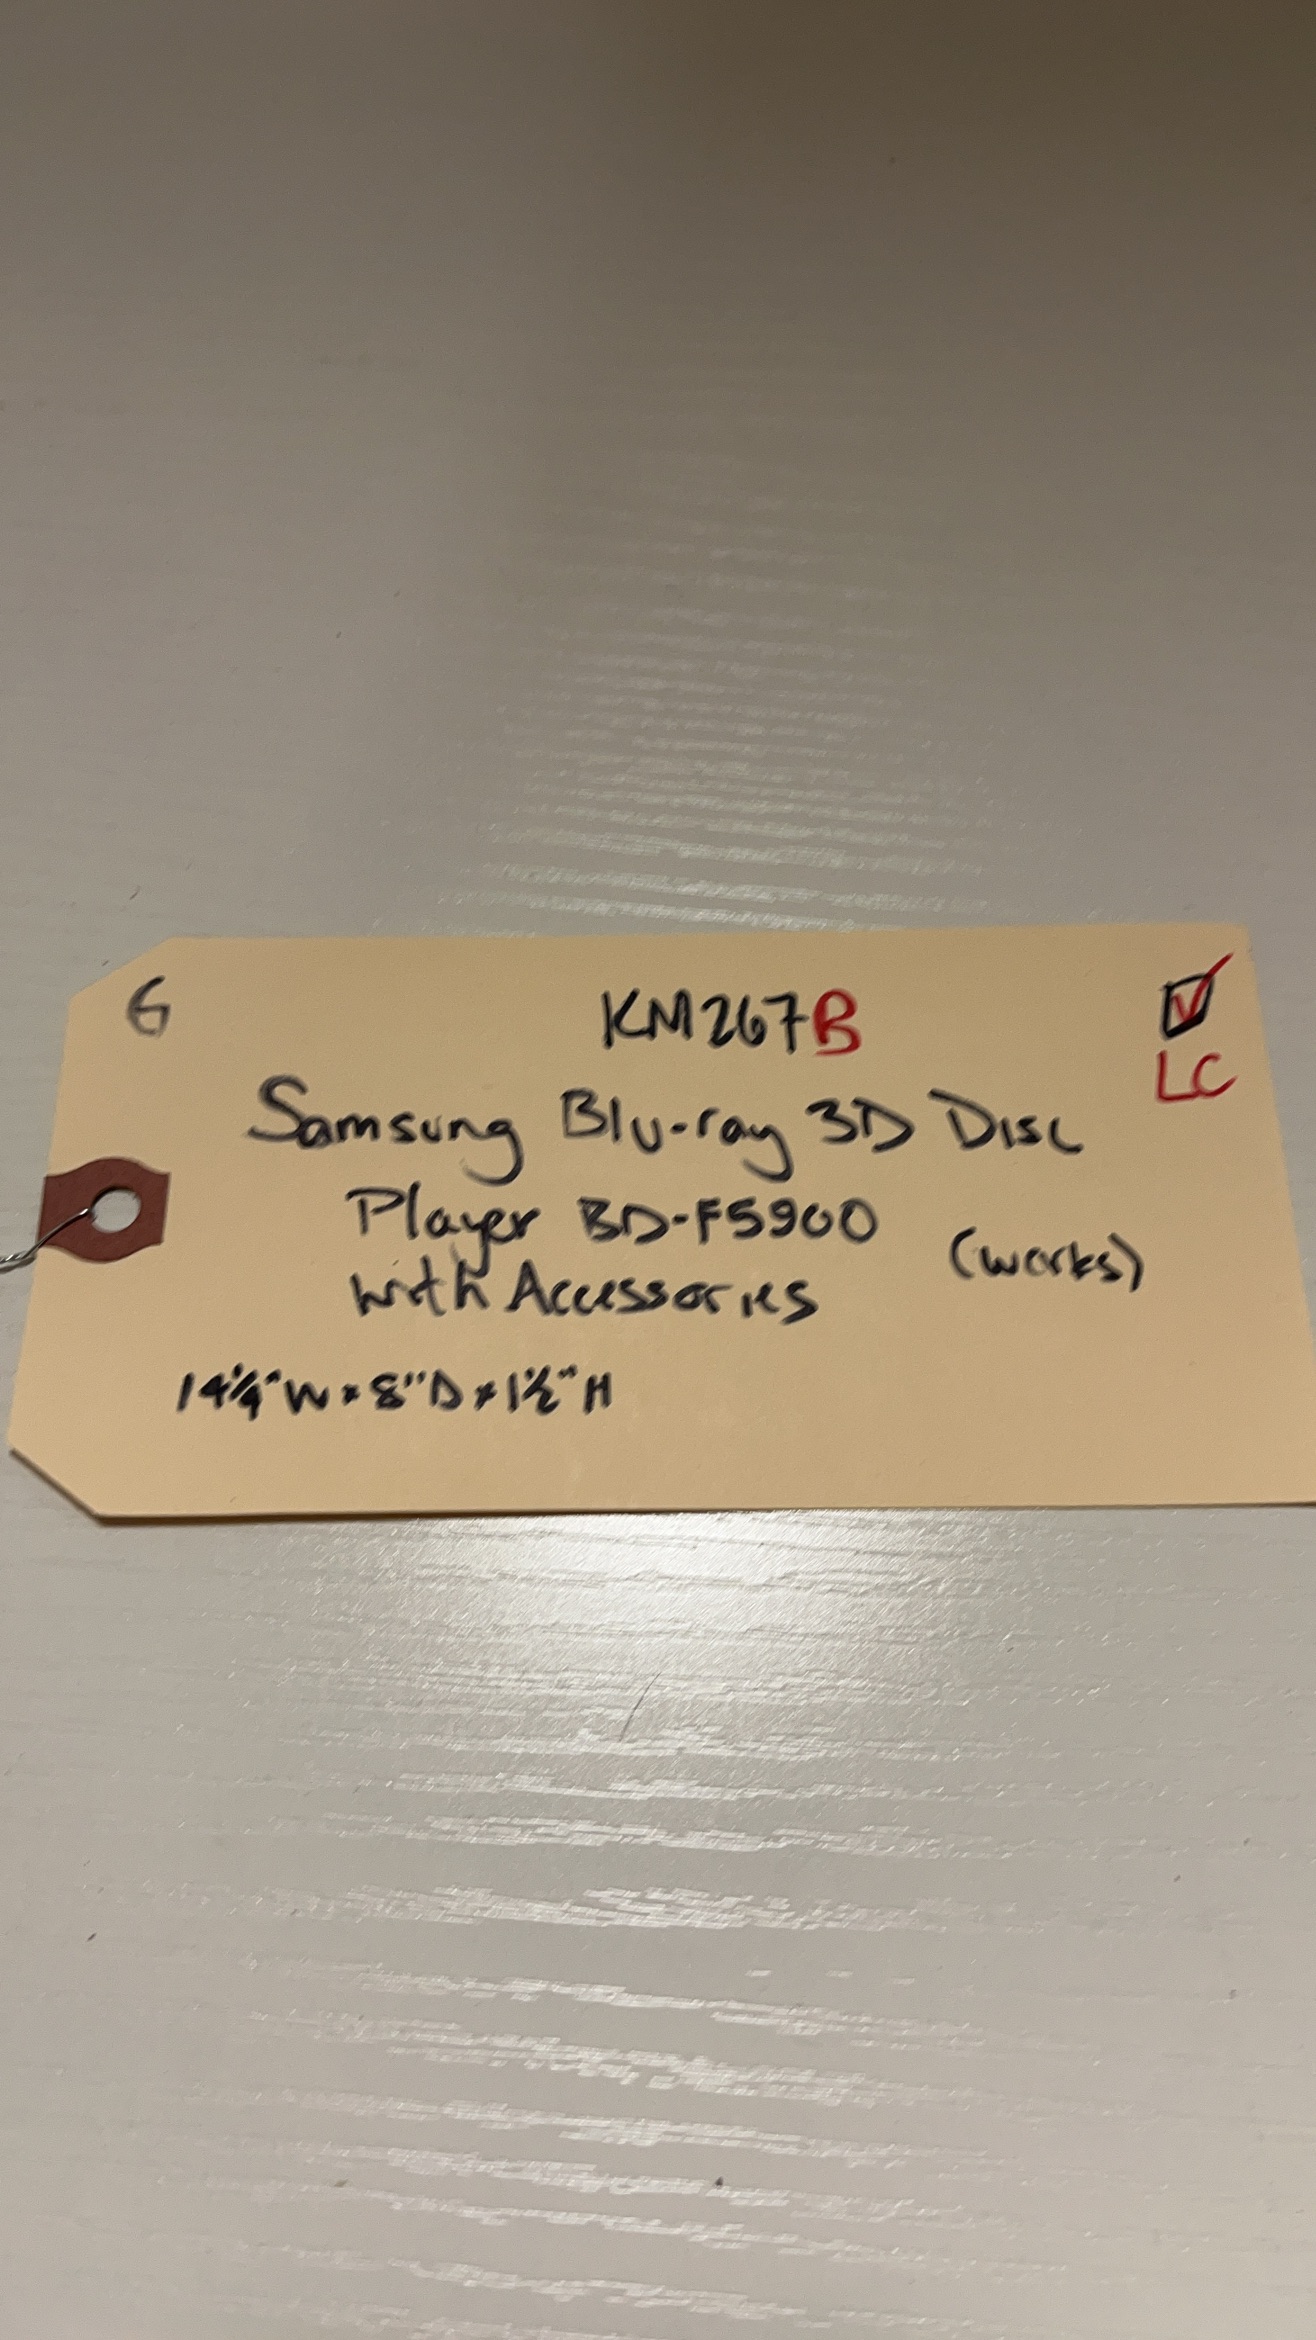 G
KM267B
☑
LC
Samsung Blu-ray 3D Disc
Player BD-F5900
(works)
with Accessories
14¼" W x 8" D x 1½" H